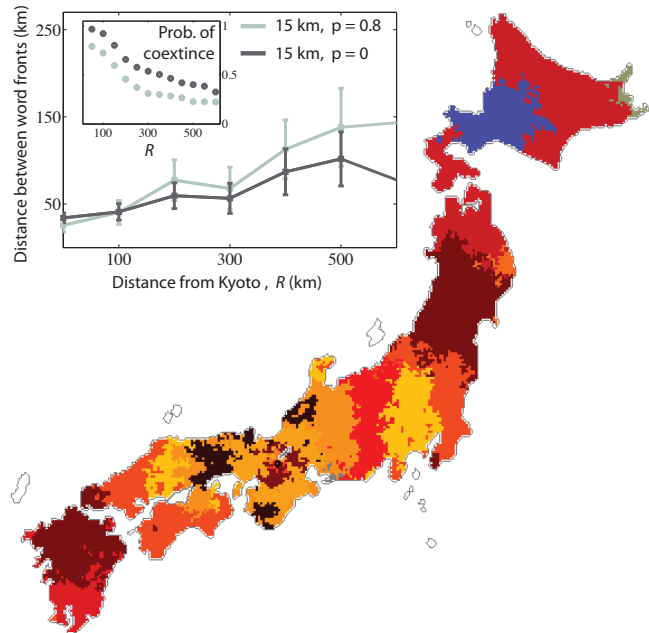 Distance between word fronts (km)
250
150
50
100
300
500
Distance from Kyoto , R (km)
15 km, p = 0.8
15 km, p = 0
Prob. of
coextince
1
0.5
0
100
300
500
R